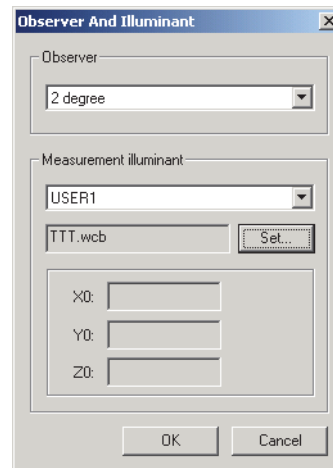 Observer And Illuminant
Observer
2 degree
Measurement illuminant
USER1
TTT.wcb
Set...
X0:
Y0:
Z0:
OK
Cancel